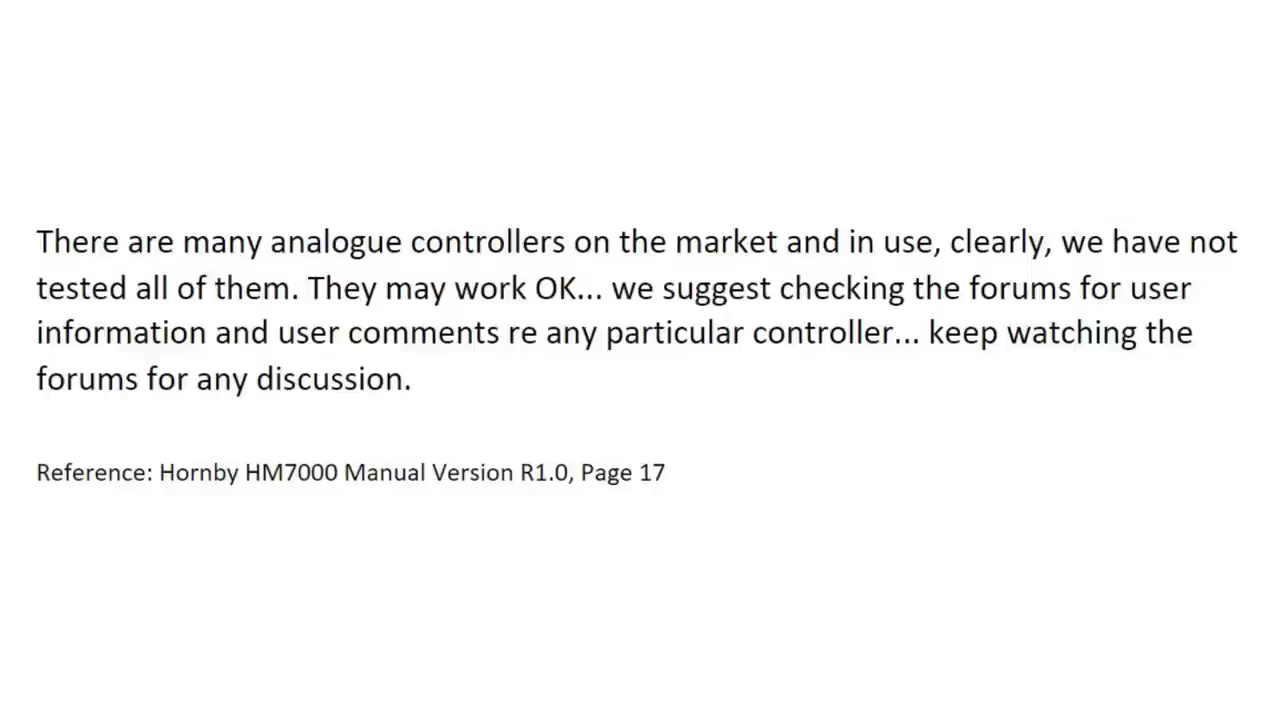 There are many analogue controllers on the market and in use, clearly, we have not
tested all of them. They may work OK... we suggest checking the forums for user
information and user comments re any particular controller... keep watching the
forums for any discussion.
Reference: Hornby HM7000 Manual Version R1.0, Page 17